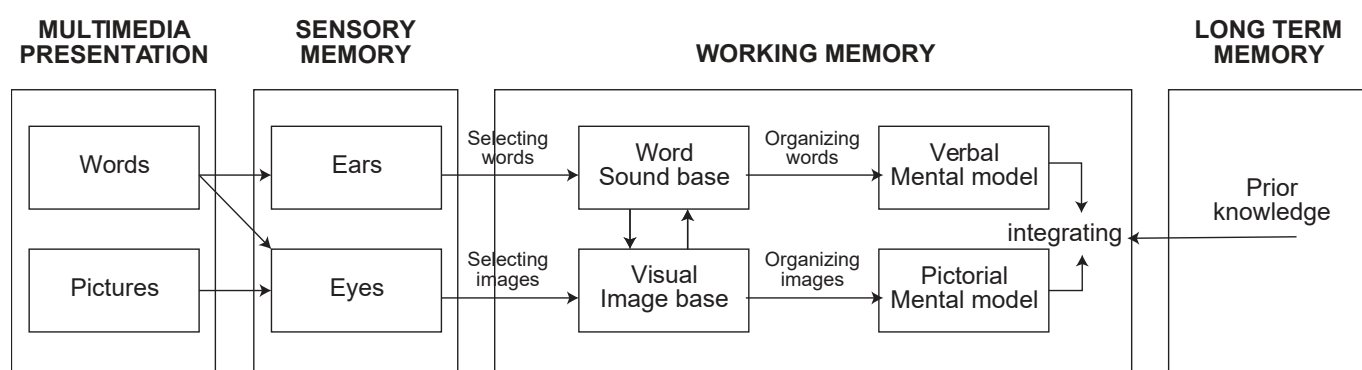 MULTIMEDIA
PRESENTATION
SENSORY
MEMORY
WORKING MEMORY
LONG TERM
MEMORY
Words
Pictures
Ears
Eyes
Selecting
words
Selecting
images
Word
Sound base
Visual
Image base
Organizing
words
Organizing
images
Verbal
Mental model
Pictorial
Mental model
integrating
Prior
knowledge